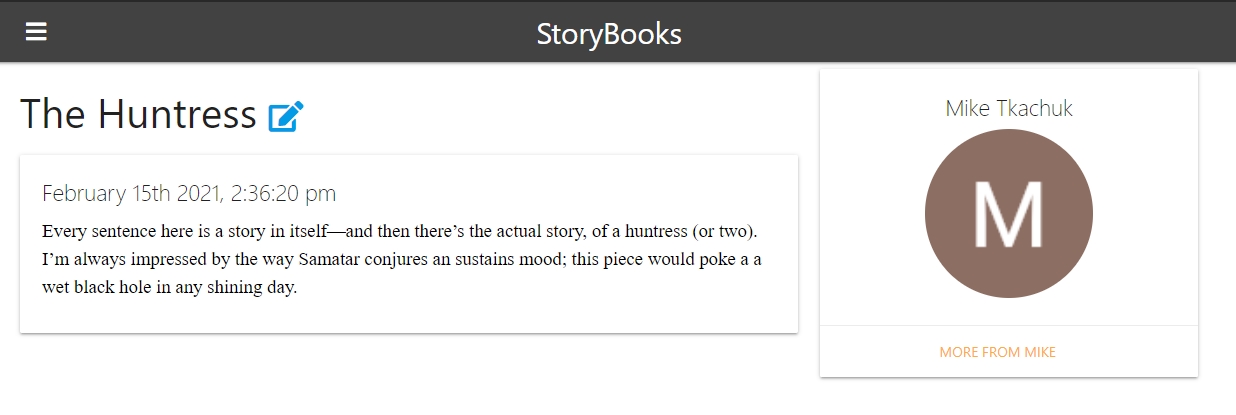 StoryBooks
The Huntress
February 15th 2021, 2:36:20 pm
Every sentence here is a story in itself—and then there’s the actual story, of a huntress (or two).
I’m always impressed by the way Samatar conjures an sustains mood; this piece would poke a a
wet black hole in any shining day.
Mike Tkachuk
M
MORE FROM MIKE